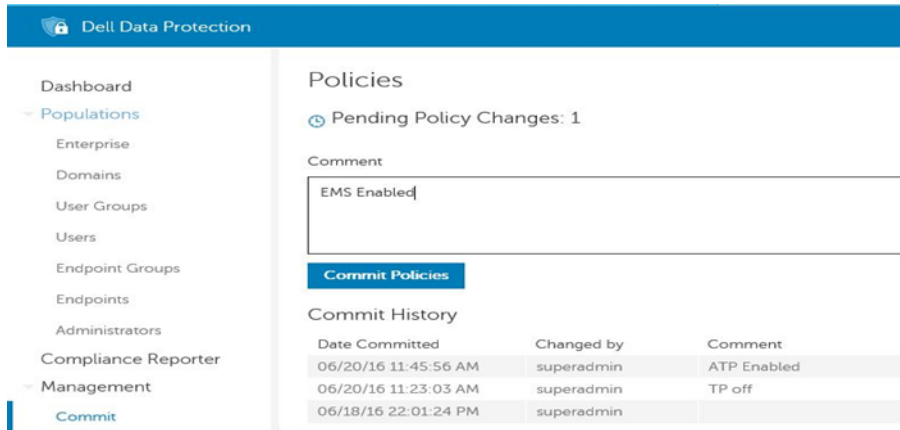 Dell Data Protection
Dashboard
Populations
Enterprise
Domains
User Groups
Users
Endpoint Groups
Endpoints
Administrators
Compliance Reporter
Management
Commit
Policies
Pending Policy Changes: 1
Comment
EMS Enabled
Commit Policies
Commit History
Date Committed Changed by Comment
06/20/16 11:45:56 AM superadmin ATP Enabled
06/20/16 11:23:03 AM superadmin TP off
06/18/16 22:01:24 PM superadmin